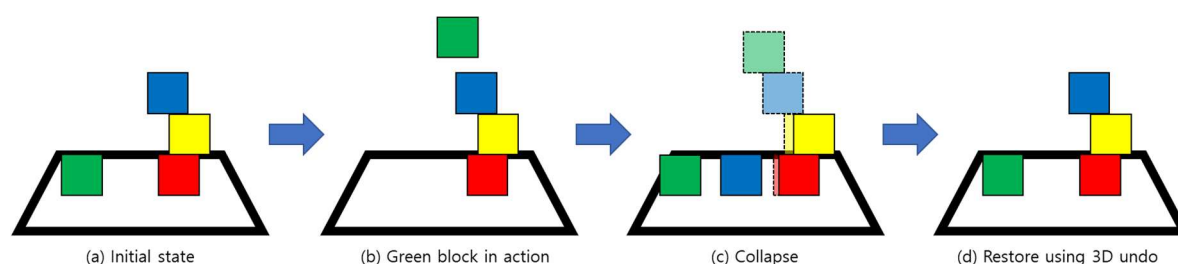 (a) Initial state
(b) Green block in action
(c) Collapse
(d) Restore using 3D undo